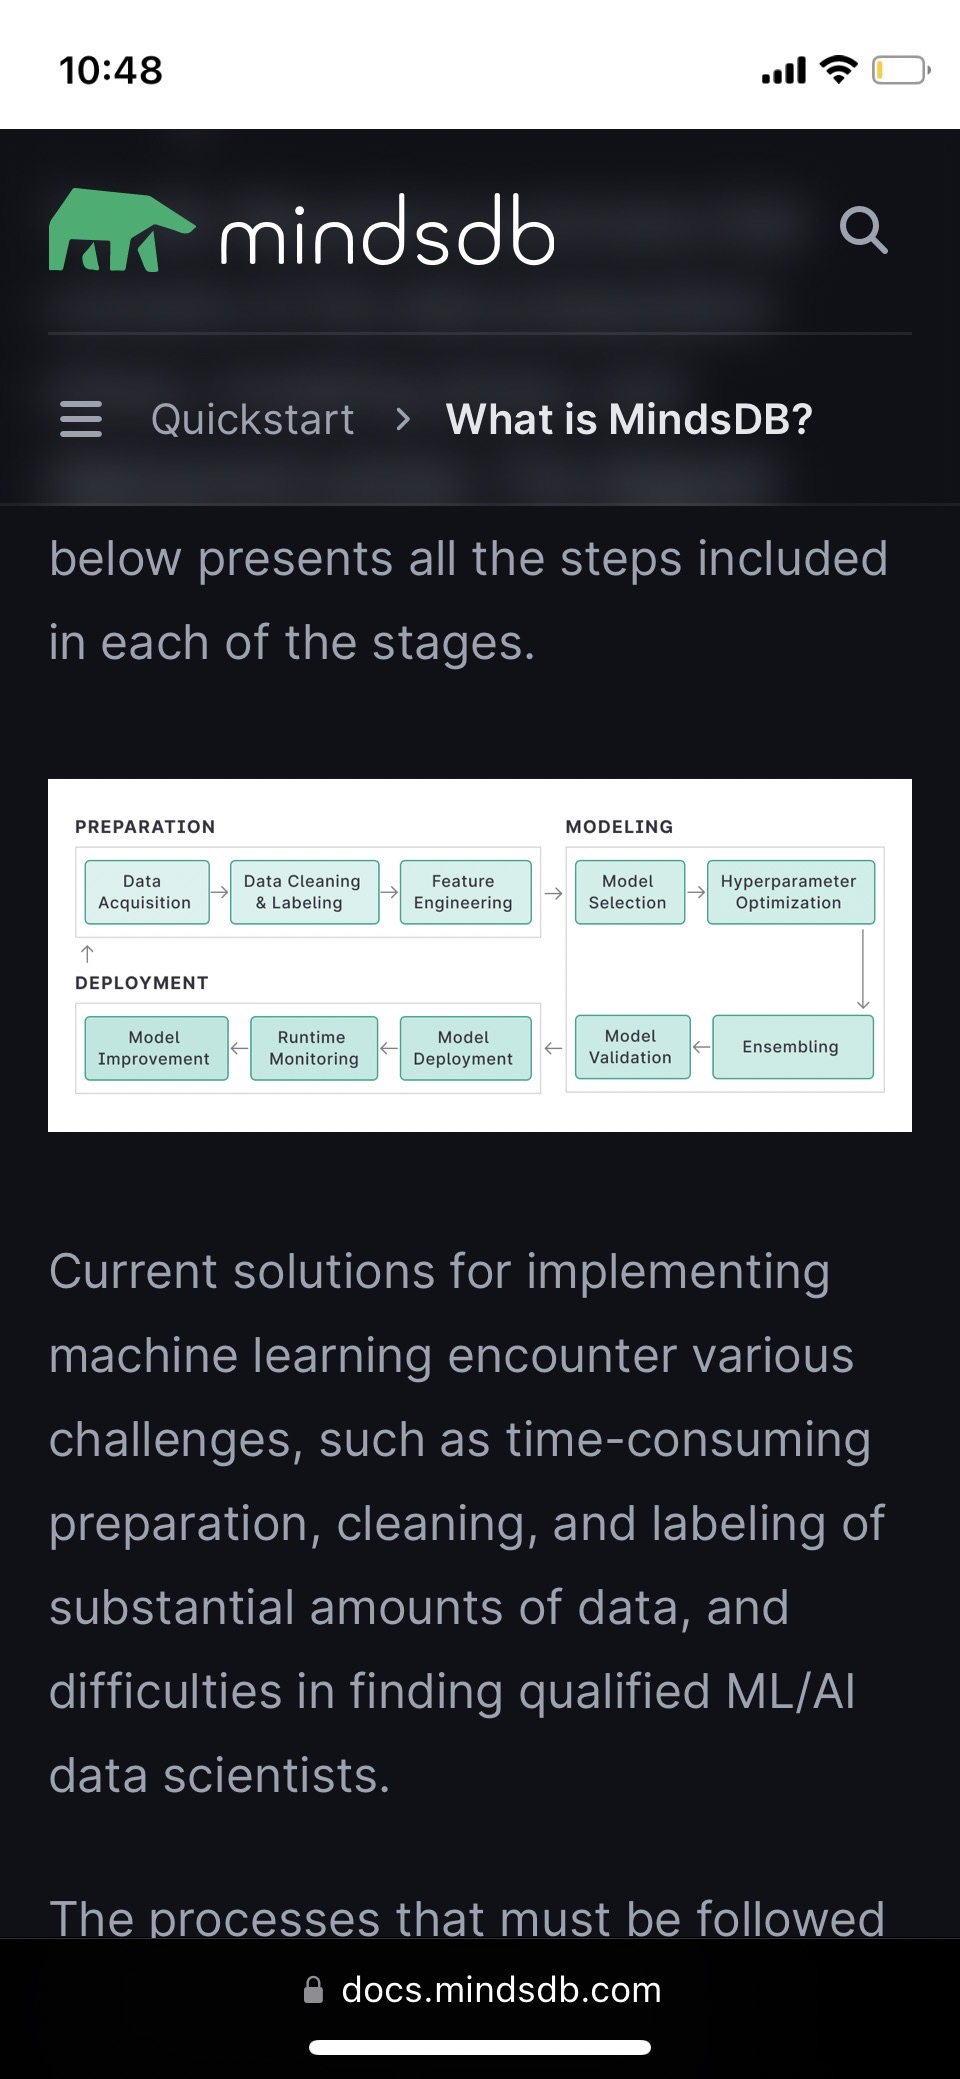 10:48
mindsdb
Quickstart > What is MindsDB?
below presents all the steps included
in each of the stages.
PREPARATION
Data
Acquisition
Data Cleaning
& Labeling
Feature
Engineering
MODELING
Model
Selection
Hyperparameter
Optimization
DEPLOYMENT
Model
Improvement
Runtime
Monitoring
Model
Deployment
Model
Validation
Ensembling
Current solutions for implementing
machine learning encounter various
challenges, such as time-consuming
preparation, cleaning, and labeling of
substantial amounts of data, and
difficulties in finding qualified ML/AI
data scientists.
The processes that must be followed
docs.mindsdb.com